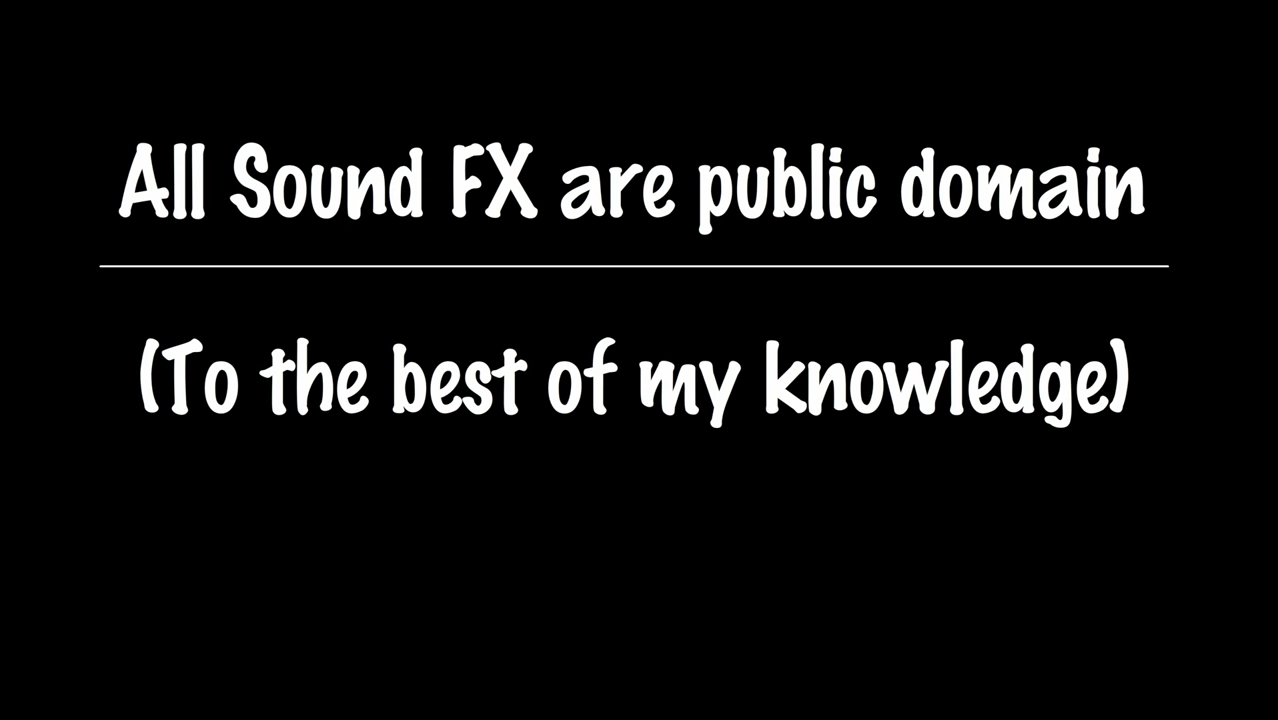 All Sound FX are public domain
(To the best of my knowledge)